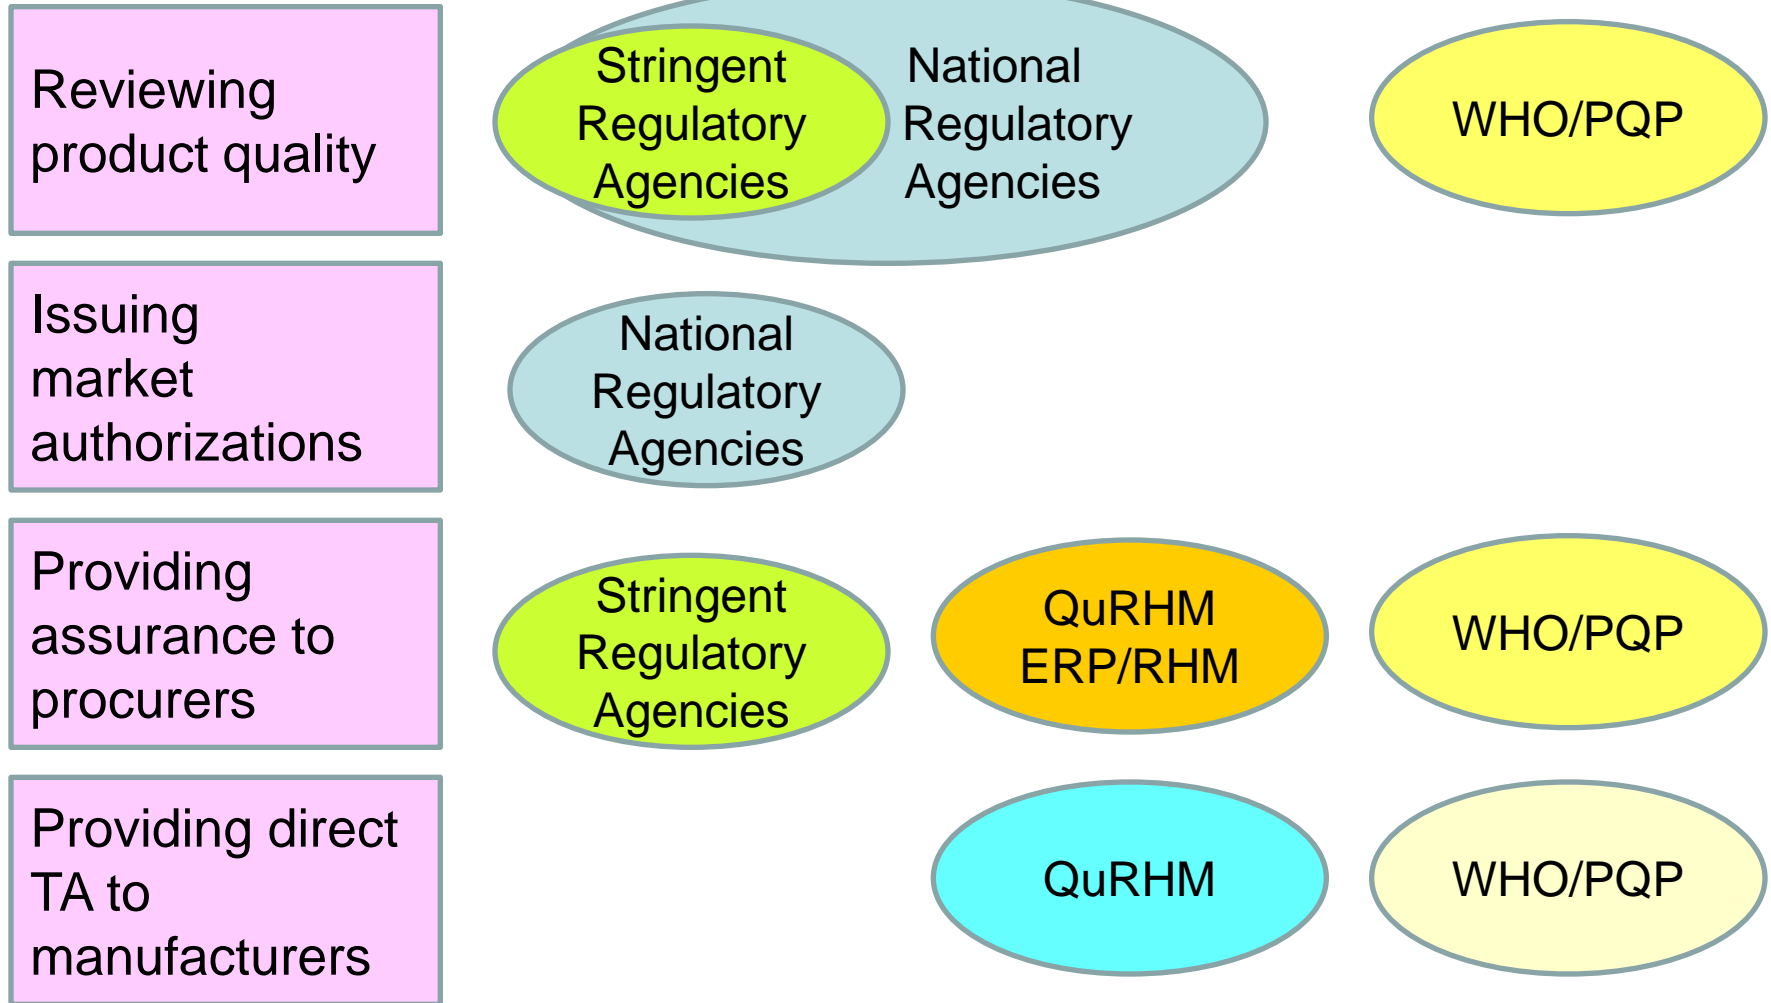 Reviewing
product quality
Stringent
Regulatory
Agencies
National
Regulatory
Agencies
WHO/PQP
Issuing
market
authorizations
National
Regulatory
Agencies
Providing
assurance to
procurers
Stringent
Regulatory
Agencies
QuRHM
ERP/RHM
WHO/PQP
Providing direct
TA to
manufacturers
QuRHM
WHO/PQP